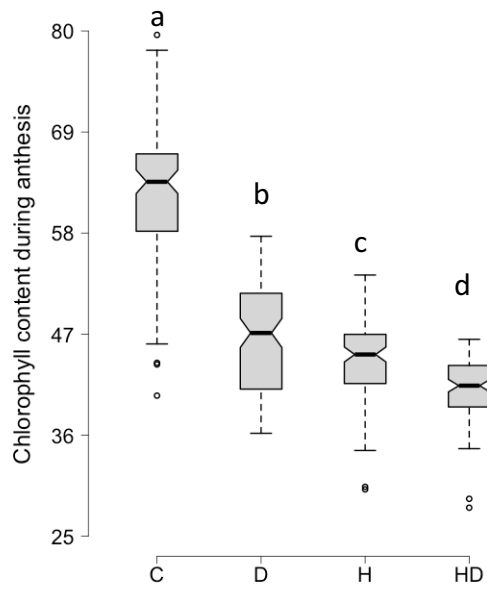 a
b
c
d
Chlorophyll content during anthesis
80
69
58
47
36
25
C D H HD